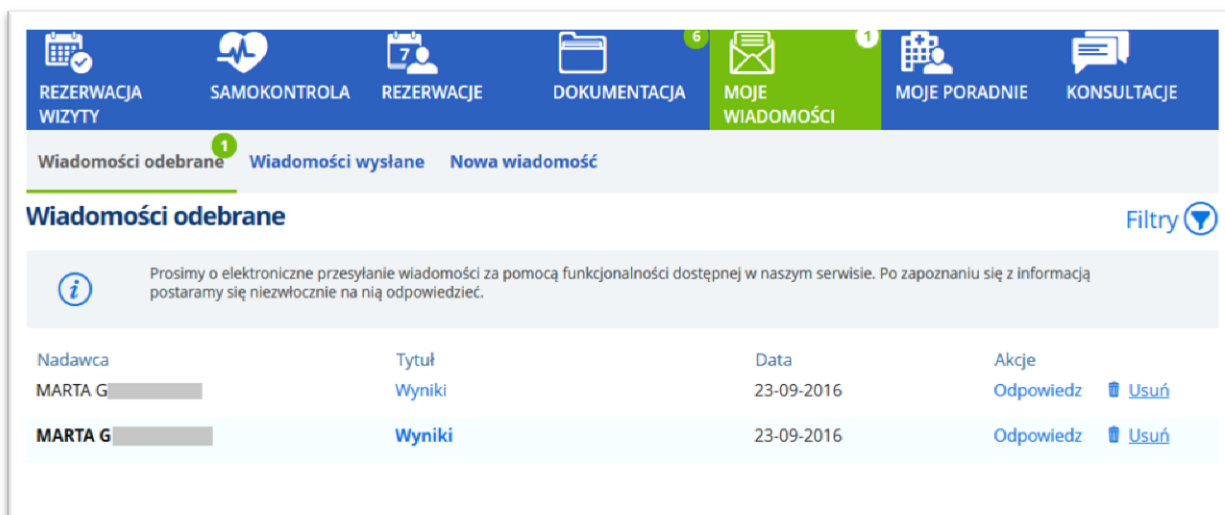 7
6
1
REZERWACJA
WIZYTY
SAMOKONTROLA
REZERWACJE
DOKUMENTACJA
MOJE
WIADOMOŚCI
MOJE PORADNIE
KONSULTACJE
1
Wiadomości odebrane Wiadomości wysłane Nowa wiadomość
Wiadomości odebrane
Filtry
i
Prosimy o elektroniczne przesyłanie wiadomości za pomocą funkcjonalności dostępnej w naszym serwisie. Po zapoznaniu się z informacją
postaramy się niezwłocznie na nią odpowiedzieć.
Nadawca Tytuł Data Akcje
MARTA G Wyniki 23-09-2016 Odpowiedz Usuń
MARTA G Wyniki 23-09-2016 Odpowiedz Usuń